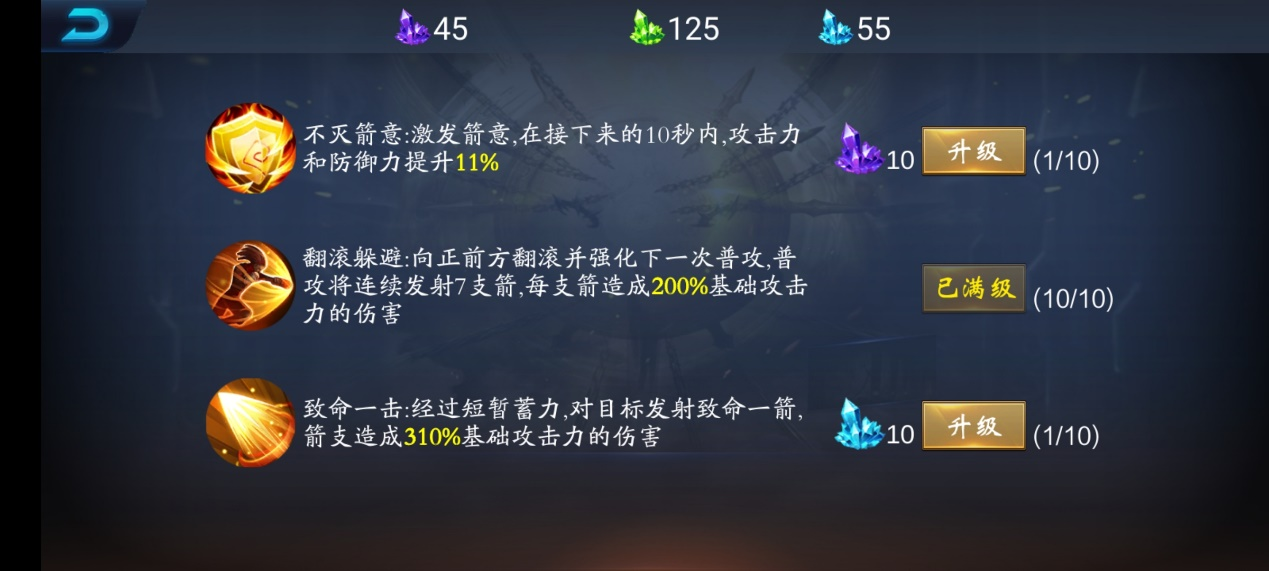 45
125
55
不灭箭意:激发箭意,在接下来的10秒内,攻击力
和防御力提升11%
10
升级
(1/10)
翻滚躲避:向正前方翻滚并强化下一次普攻,普
攻将连续发射7支箭,每支箭造成200%基础攻击
力的伤害
已满级
(10/10)
致命一击:经过短暂蓄力,对目标发射致命一箭,
箭支造成310%基础攻击力的伤害
10
升级
(1/10)